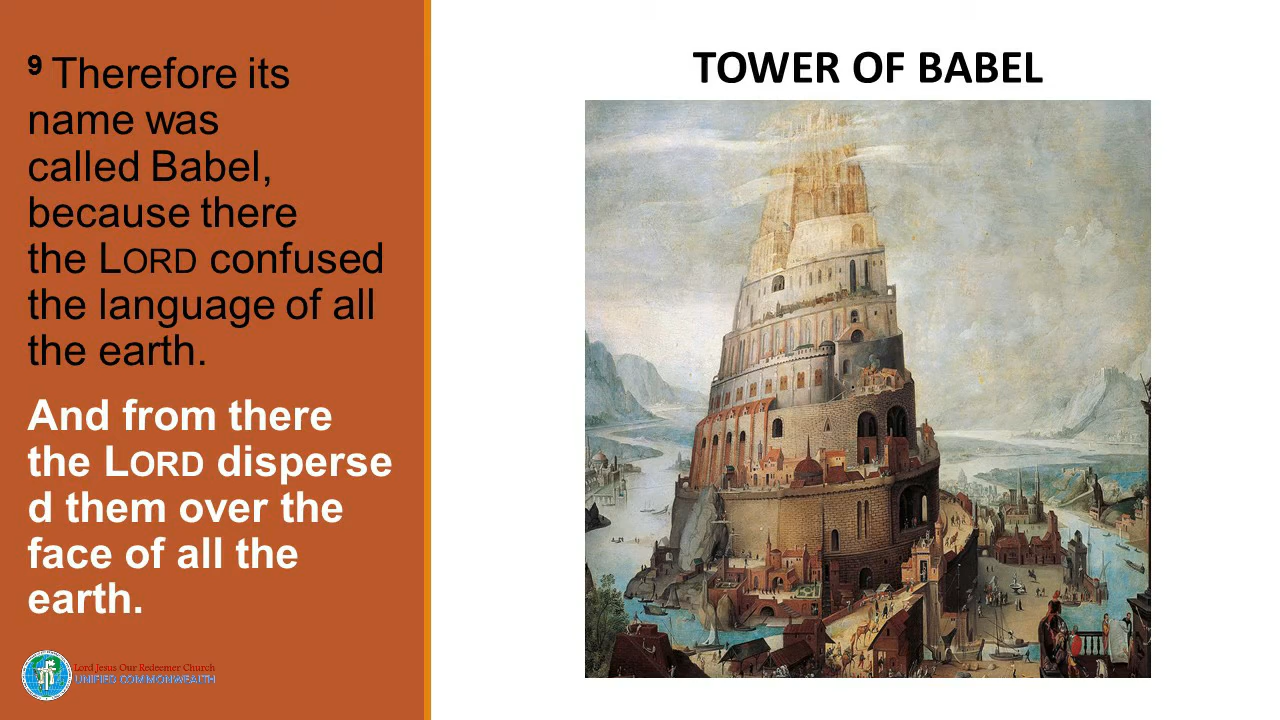 9 Therefore its
name was
called Babel,
because there
the LORD confused
the language of all
the earth.
And from there
the LORD disperse
d them over the
face of all the
earth.
TOWER OF BABEL
Lord Jesus Our Redeemer Church
UNIFIED COMMONWEALTH